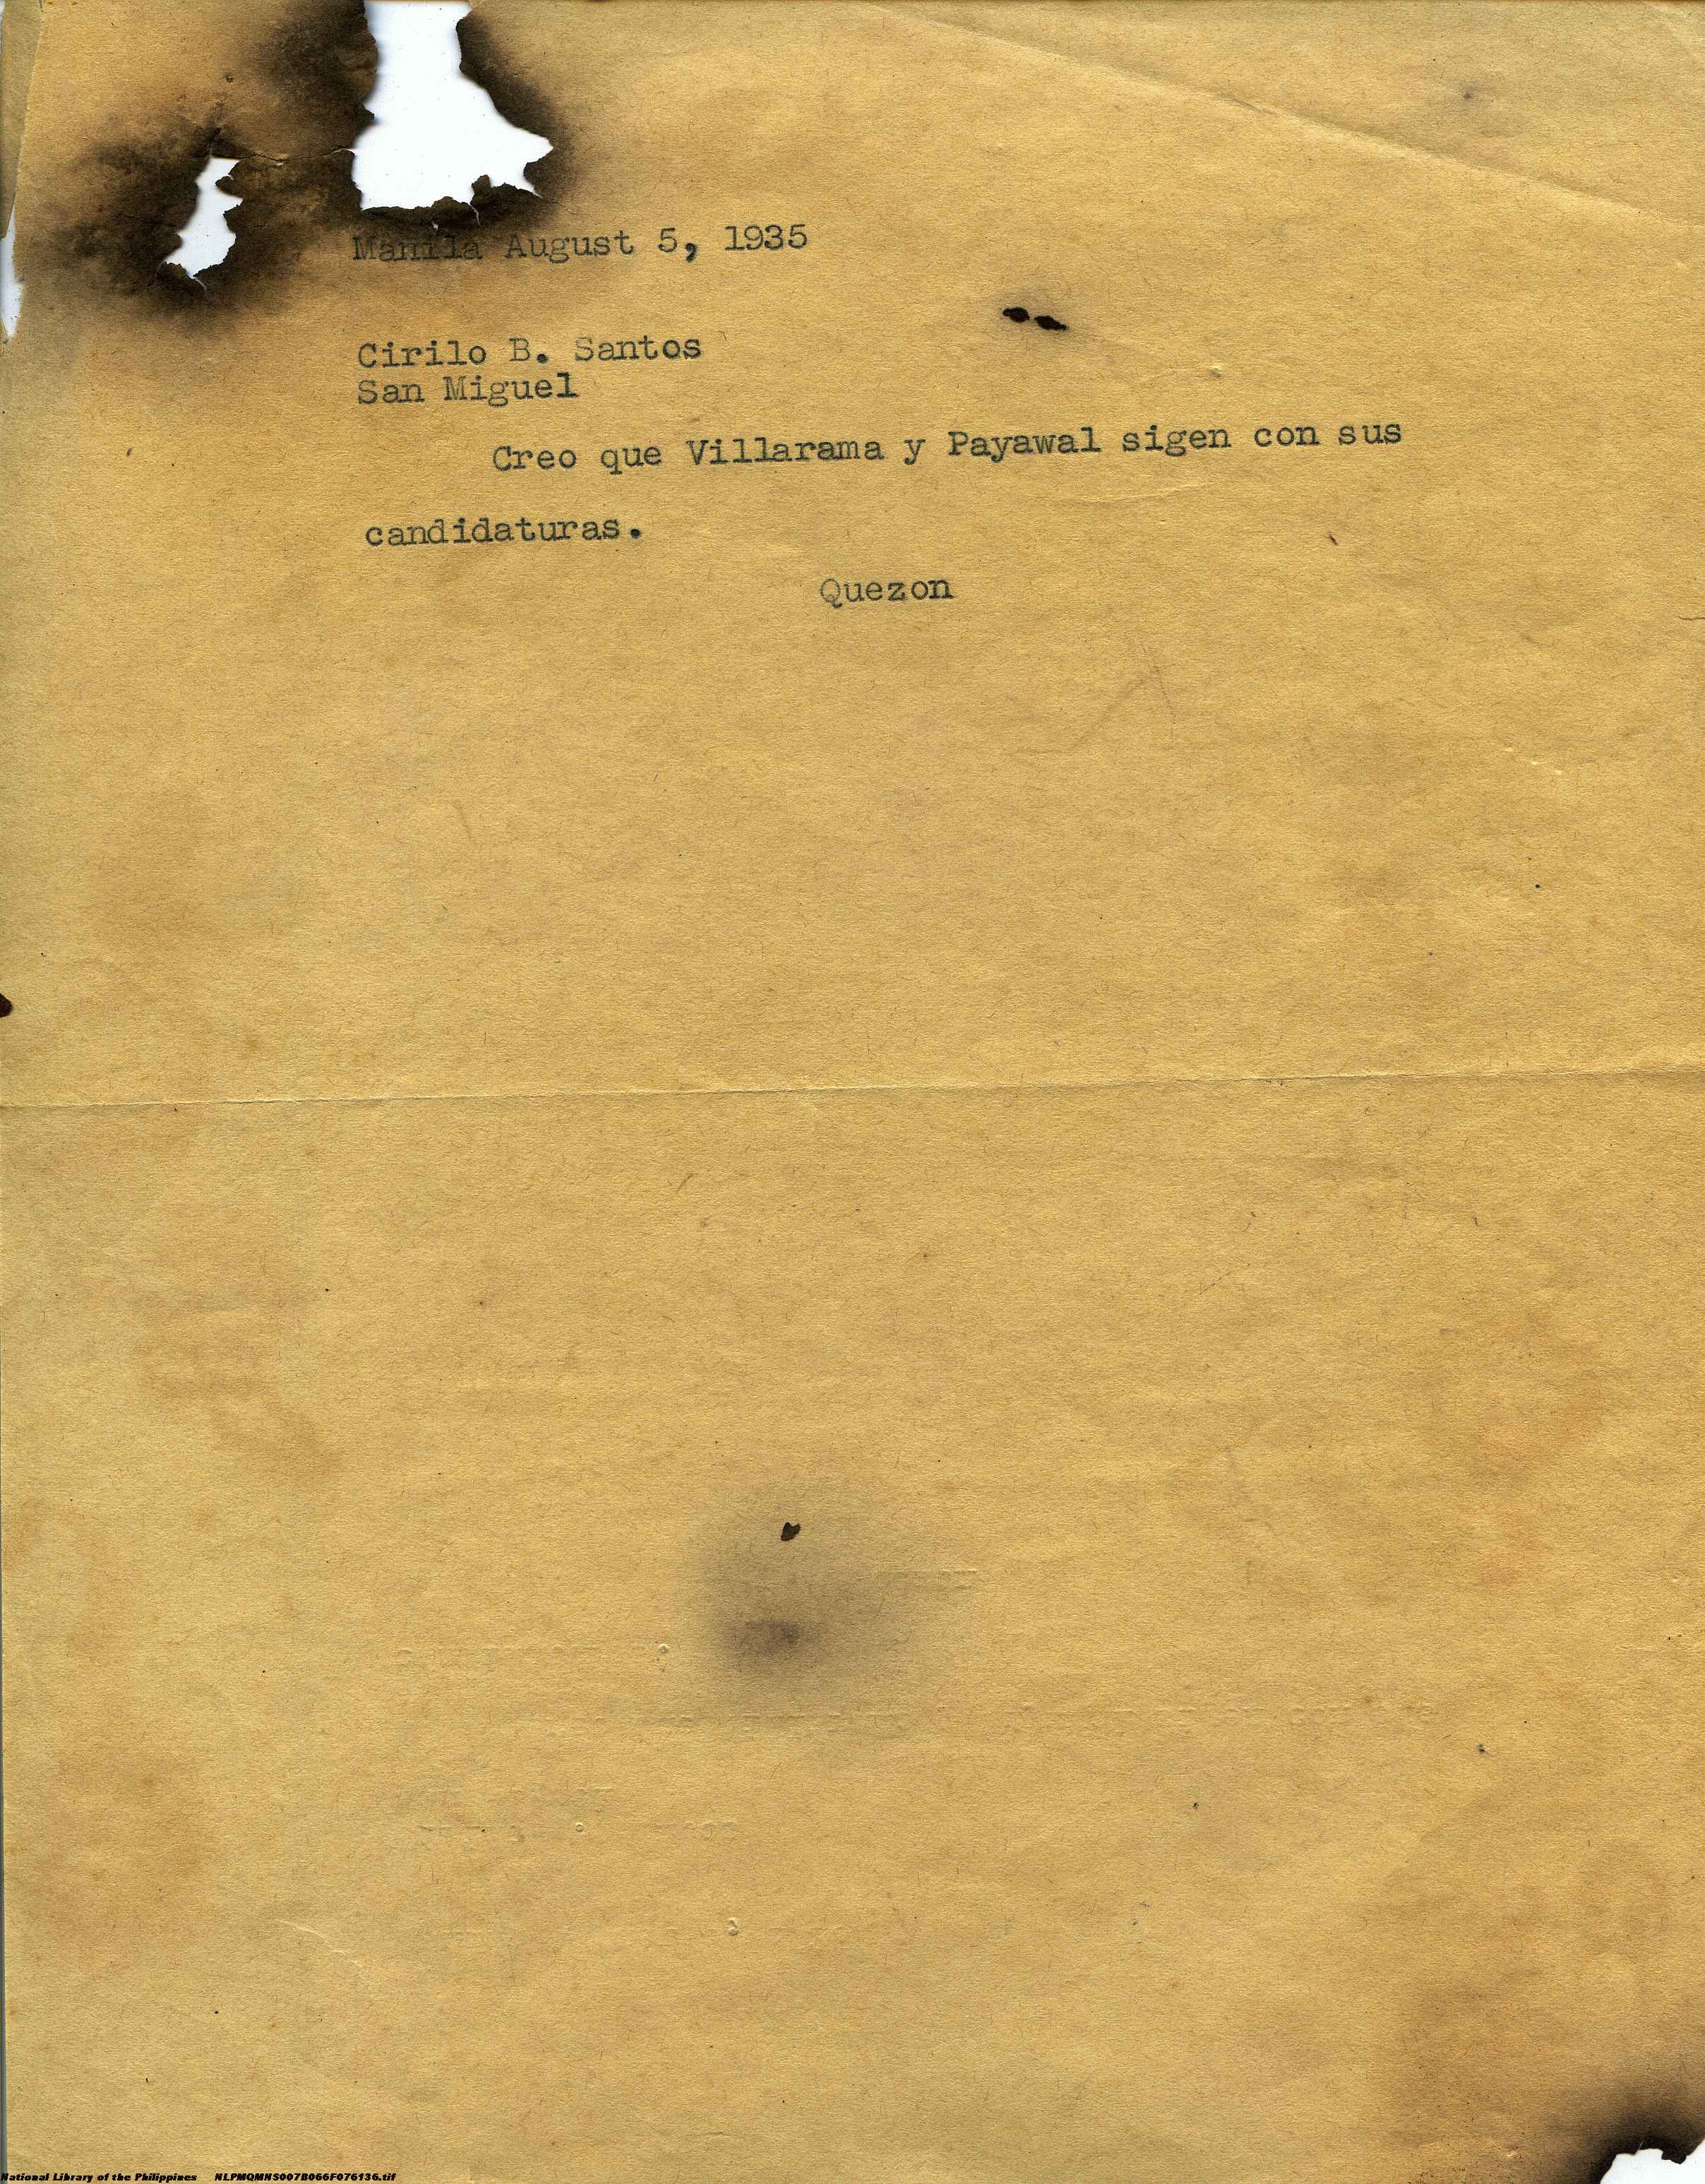 Manila August 5, 1935
Cirilo B. Santos
San Miguel
Creo que Villarama y Payawal sigen con sus
candidaturas.
Quezon
National Library of the Philippines NLPMQMNS007B066F076136.tif